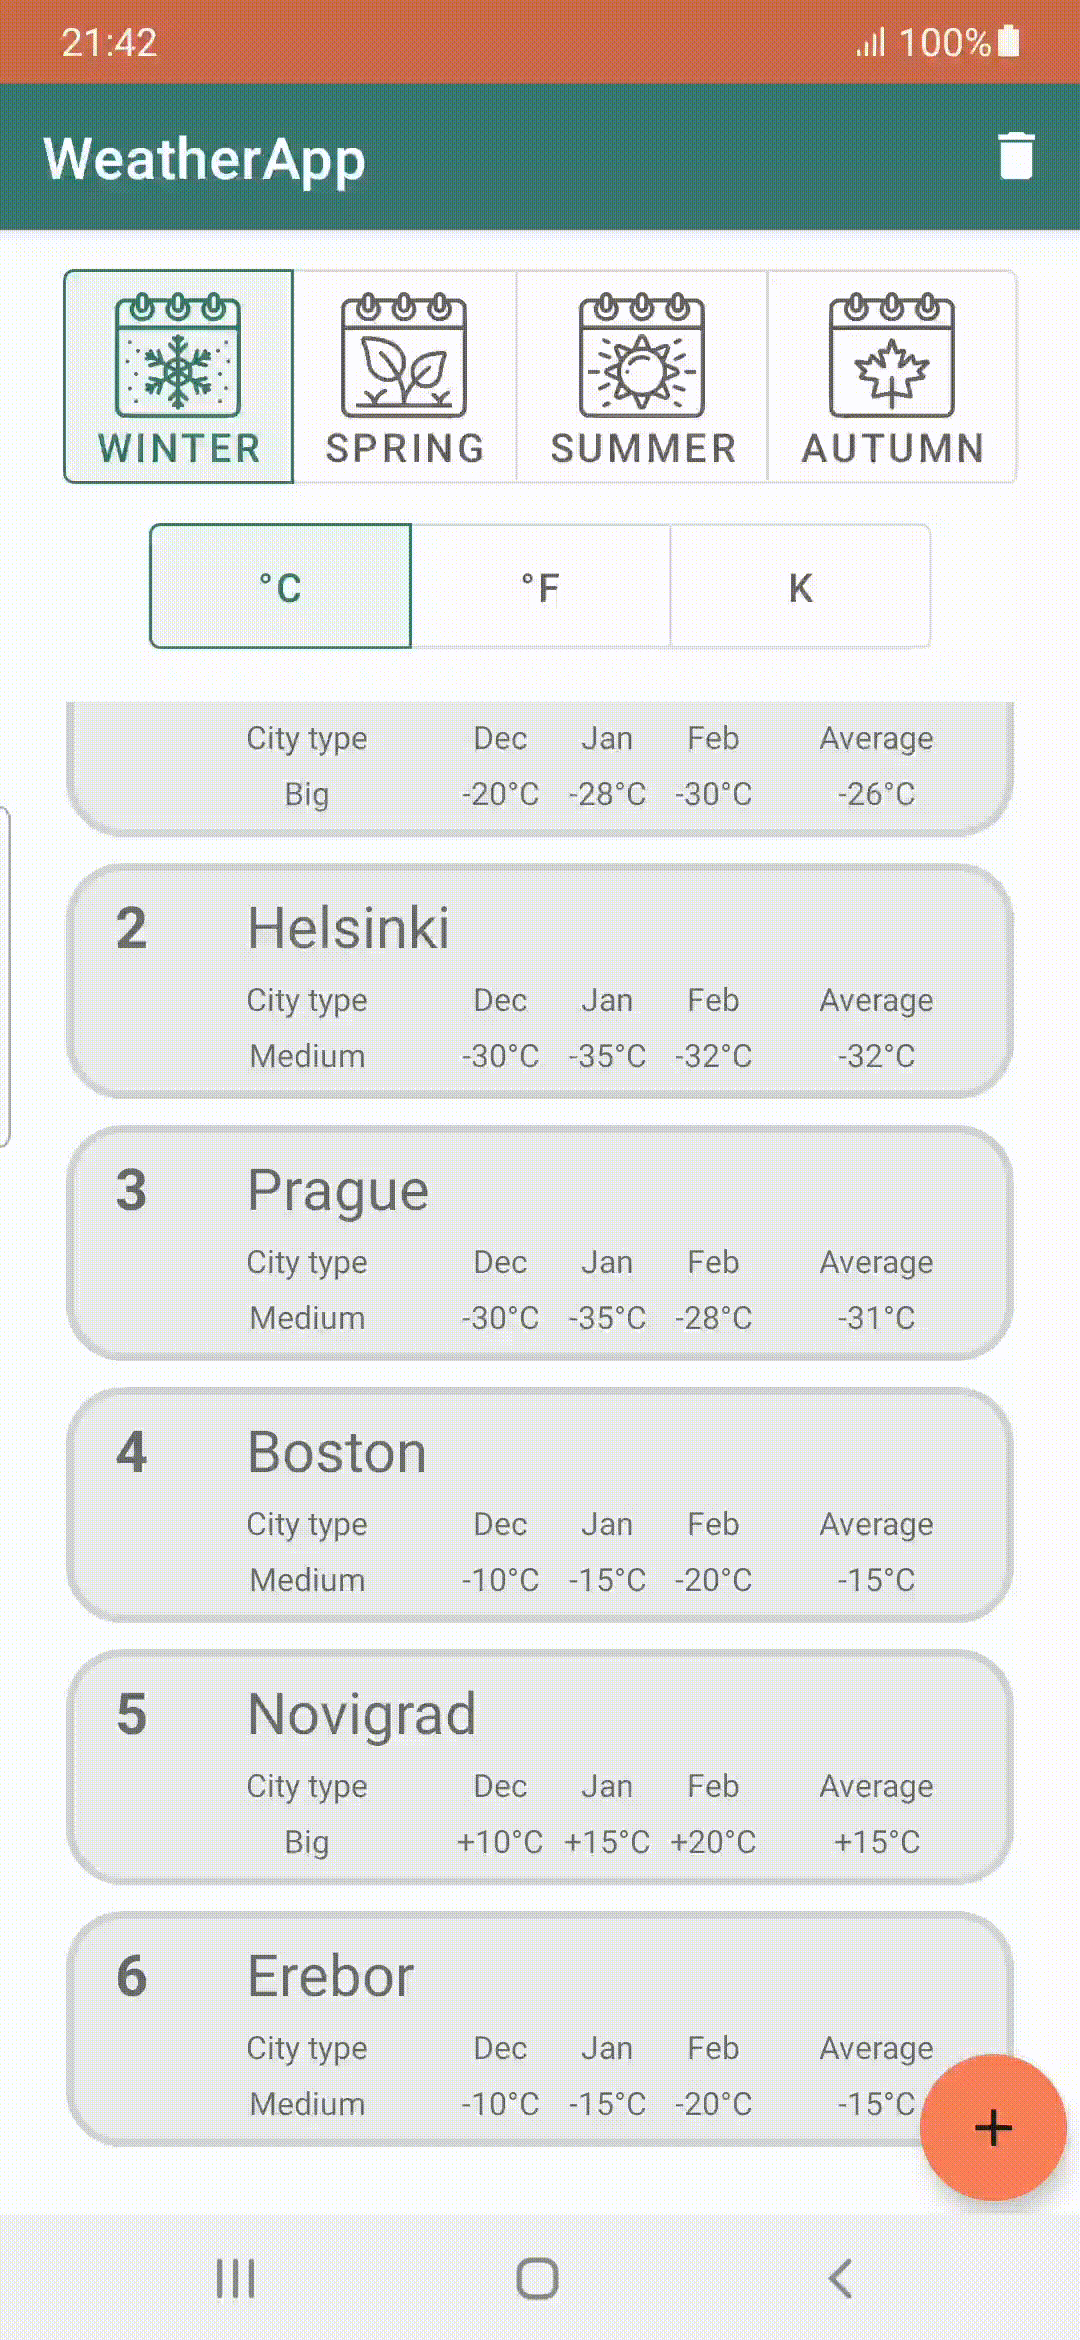 21:42 100%
WeatherApp
WINTER SPRING SUMMER AUTUMN
°C °F K
City type Dec Jan Feb Average
Big -20°C -28°C -30°C -26°C
2 Helsinki
City type Dec Jan Feb Average
Medium -30°C -35°C -32°C -32°C
3 Prague
City type Dec Jan Feb Average
Medium -30°C -35°C -28°C -31°C
4 Boston
City type Dec Jan Feb Average
Medium -10°C -15°C -20°C -15°C
5 Novigrad
City type Dec Jan Feb Average
Big +10°C +15°C +20°C +15°C
6 Erebor
City type Dec Jan Feb Average
Medium -10°C -15°C -20°C -15°C
+